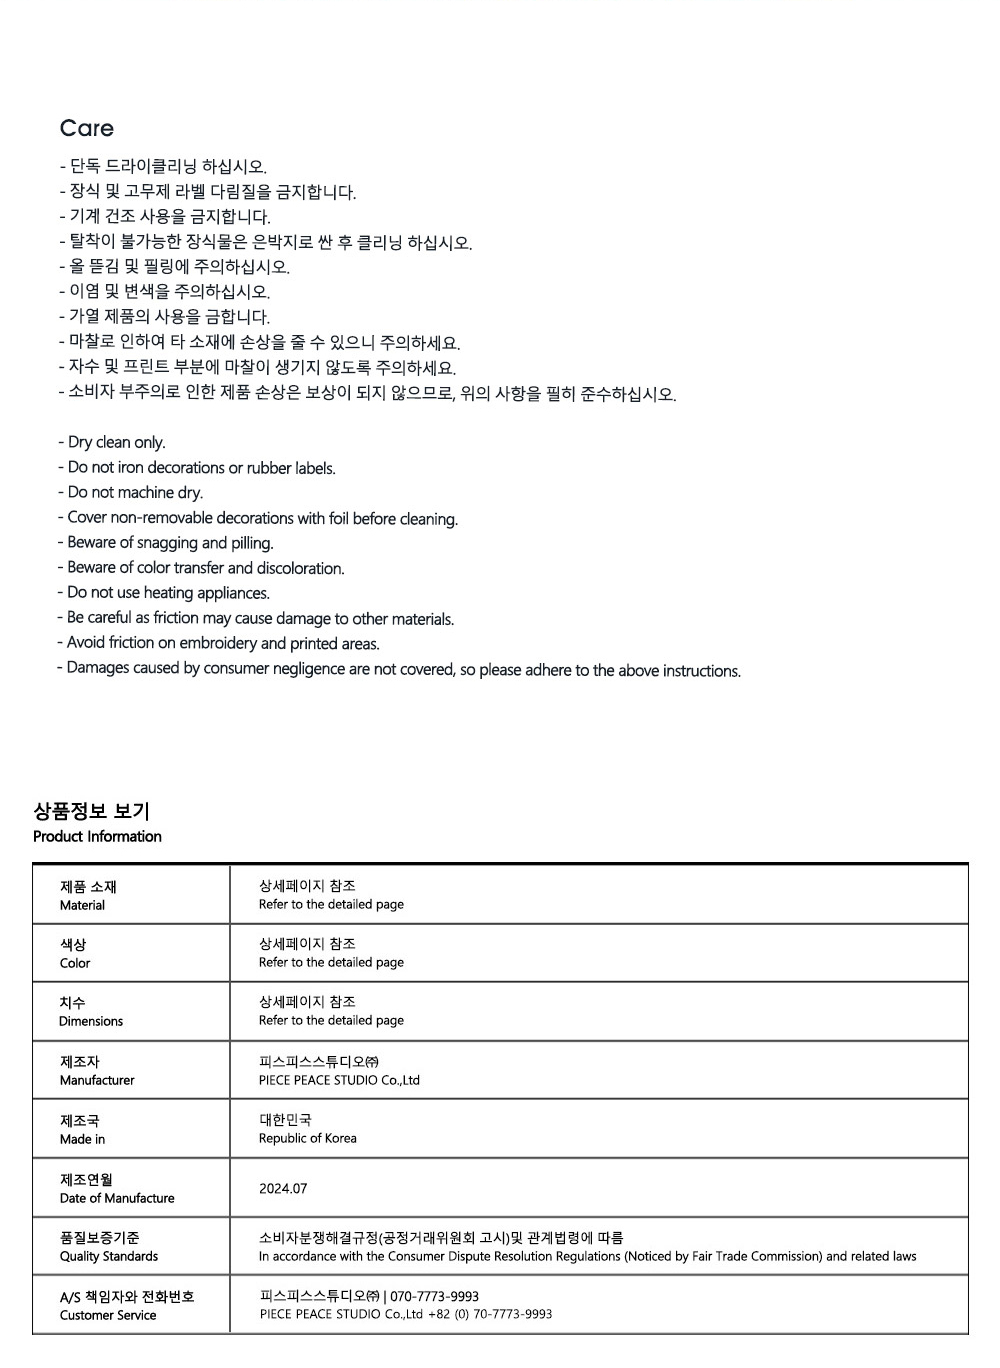 Care
- 단독 드라이클리닝 하십시오.
- 장식 및 고무제 라벨 다림질을 금지합니다.
- 기계 건조 사용을 금지합니다.
- 탈착이 불가능한 장식물은 은박지로 싼 후 클리닝 하십시오.
- 올 뜯김 및 필링에 주의하십시오.
- 이염 및 변색을 주의하십시오.
- 가열 제품의 사용을 금합니다.
- 마찰로 인하여 타 소재에 손상을 줄 수 있으니 주의하세요.
- 자수 및 프린트 부분에 마찰이 생기지 않도록 주의하세요.
- 소비자 부주의로 인한 제품 손상은 보상이 되지 않으므로, 위의 사항을 필히 준수하십시오.
- Dry clean only.
- Do not iron decorations or rubber labels.
- Do not machine dry.
- Cover non-removable decorations with foil before cleaning.
- Beware of snagging and pilling.
- Beware of color transfer and discoloration.
- Do not use heating appliances.
- Be careful as friction may cause damage to other materials.
- Avoid friction on embroidery and printed areas.
- Damages caused by consumer negligence are not covered, so please adhere to the above instructions.
상품정보 보기
Product Information
제품 소재
Material
상세페이지 참조
Refer to the detailed page
색상
Color
상세페이지 참조
Refer to the detailed page
치수
Dimensions
상세페이지 참조
Refer to the detailed page
제조자
Manufacturer
피스피스스튜디오㈜
PIECE PEACE STUDIO Co.,Ltd
제조국
Made in
대한민국
Republic of Korea
제조연월
Date of Manufacture
2024.07
품질보증기준
Quality Standards
소비자분쟁해결규정(공정거래위원회 고시)및 관계법령에 따름
In accordance with the Consumer Dispute Resolution Regulations (Noticed by Fair Trade Commission) and related laws
A/S 책임자와 전화번호
Customer Service
피스피스스튜디오㈜ | 070-7773-9993
PIECE PEACE STUDIO Co.,Ltd +82 (0) 70-7773-9993